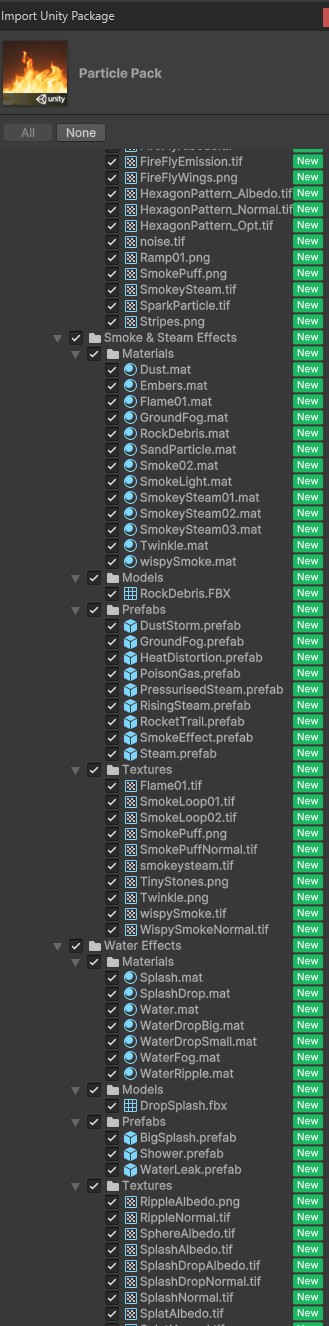 Import Unity Package
unity
Particle Pack
All
None
New
FireFlyEmission.tif New
FireFlyWings.png New
HexagonPattern_Albedo.tif New
HexagonPattern_Normal.tif New
HexagonPattern_Opt.tif New
noise.tif New
Ramp01.png New
SmokePuff.png New
SmokeySteam.tif New
SparkParticle.tif New
Stripes.png New
Smoke & Steam Effects New
Materials New
Dust.mat New
Embers.mat New
Flame01.mat New
GroundFog.mat New
RockDebris.mat New
SandParticle.mat New
Smoke02.mat New
SmokeLight.mat New
SmokeySteam01.mat New
SmokeySteam02.mat New
SmokeySteam03.mat New
Twinkle.mat New
wispySmoke.mat New
Models New
RockDebris.FBX New
Prefabs New
DustStorm.prefab New
GroundFog.prefab New
HeatDistortion.prefab New
PoisonGas.prefab New
PressurisedSteam.prefab New
RisingSteam.prefab New
RocketTrail.prefab New
SmokeEffect.prefab New
Steam.prefab New
Textures New
Flame01.tif New
SmokeLoop01.tif New
SmokeLoop02.tif New
SmokePuff.png New
SmokePuffNormal.tif New
smokeysteam.tif New
TinyStones.png New
Twinkle.png New
wispySmoke.tif New
WispySmokeNormal.tif New
Water Effects New
Materials New
Splash.mat New
SplashDrop.mat New
Water.mat New
WaterDropBig.mat New
WaterDropSmall.mat New
WaterFog.mat New
WaterRipple.mat New
Models New
DropSplash.fbx New
Prefabs New
BigSplash.prefab New
Shower.prefab New
WaterLeak.prefab New
Textures New
RippleAlbedo.png New
RippleNormal.tif New
SphereAlbedo.tif New
SplashAlbedo.tif New
SplashDropAlbedo.tif New
SplashDropNormal.tif New
SplashNormal.tif New
SplatAlbedo.tif New